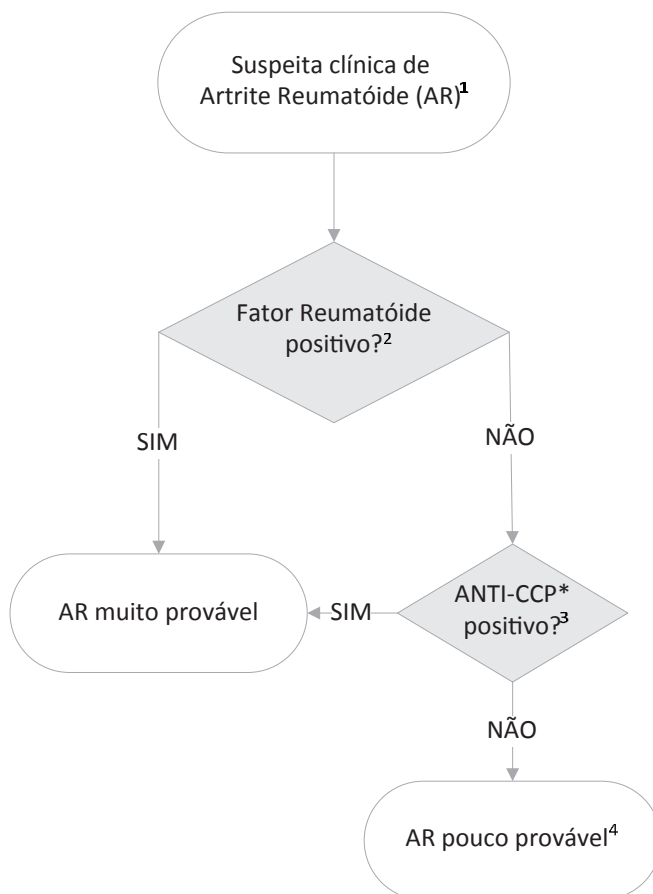 Suspeita clínica de
Artrite Reumatóide (AR)¹
Fator Reumatóide
positivo?²
SIM
NÃO
AR muito provável
SIM
ANTI-CCP*
positivo?³
NÃO
AR pouco provável⁴